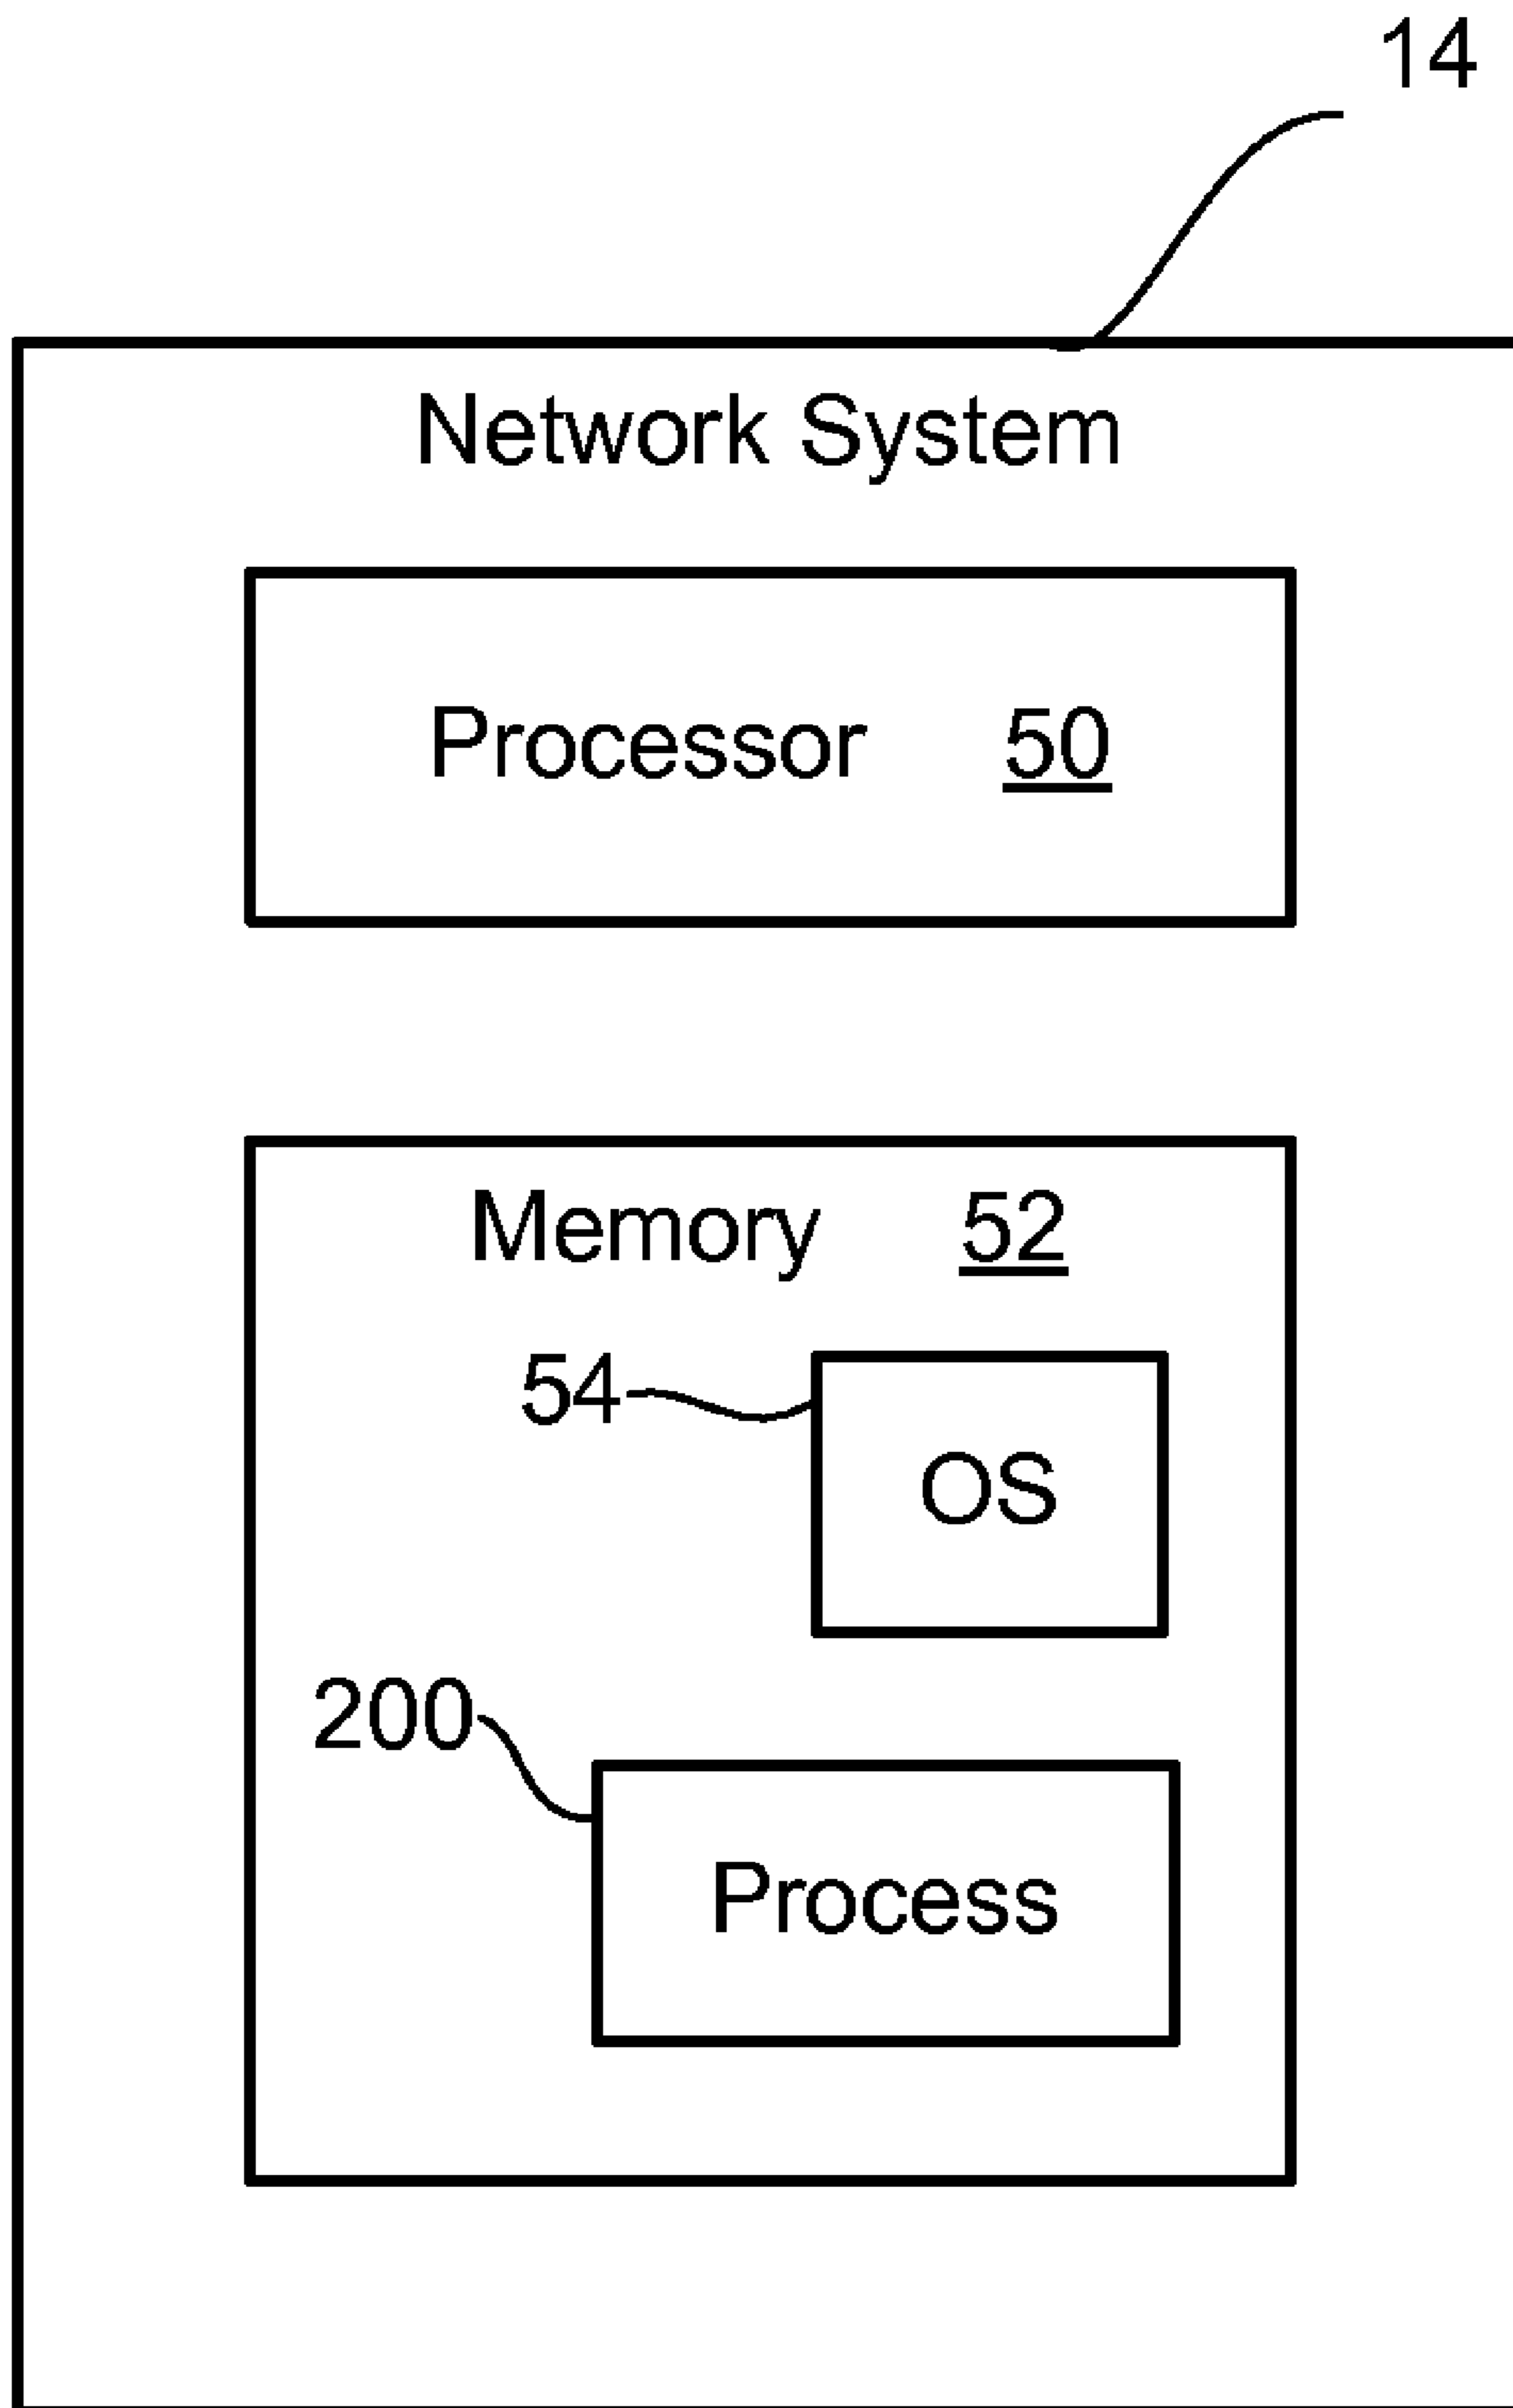 14
Network System
Processor 50
Memory 52
54
OS
200
Process